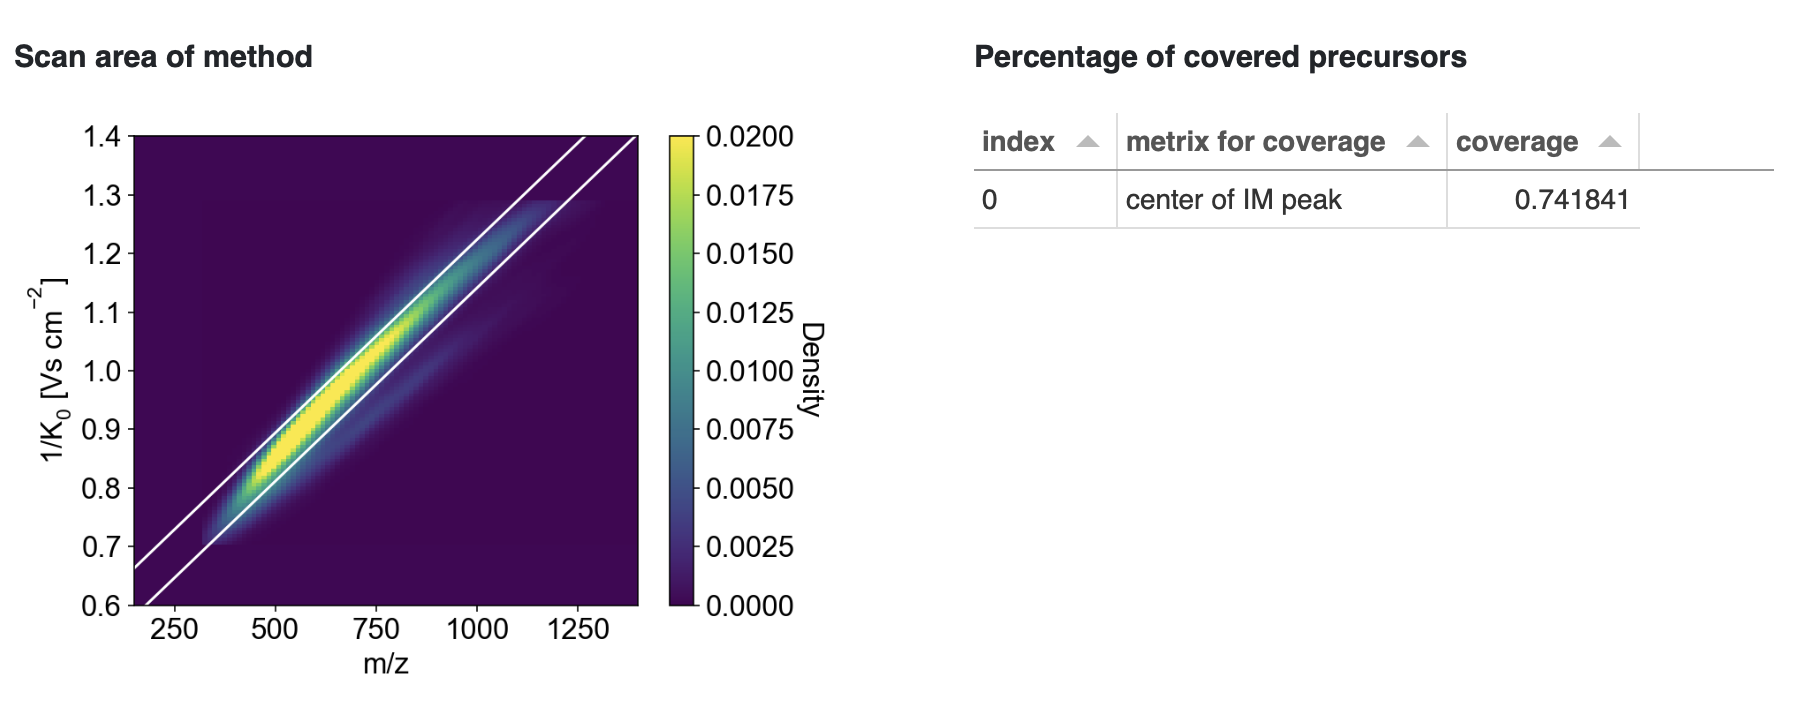 Scan area of method
1.4
1.3
1.2
1.1
1.0
0.9
0.8
0.7
0.6
1/K0 [Vs cm−2]
250 500 750 1000 1250
m/z
0.0200
0.0175
0.0150
0.0125
0.0100
0.0075
0.0050
0.0025
0.0000
Density
Percentage of covered precursors
index metrix for coverage coverage
0 center of IM peak 0.741841